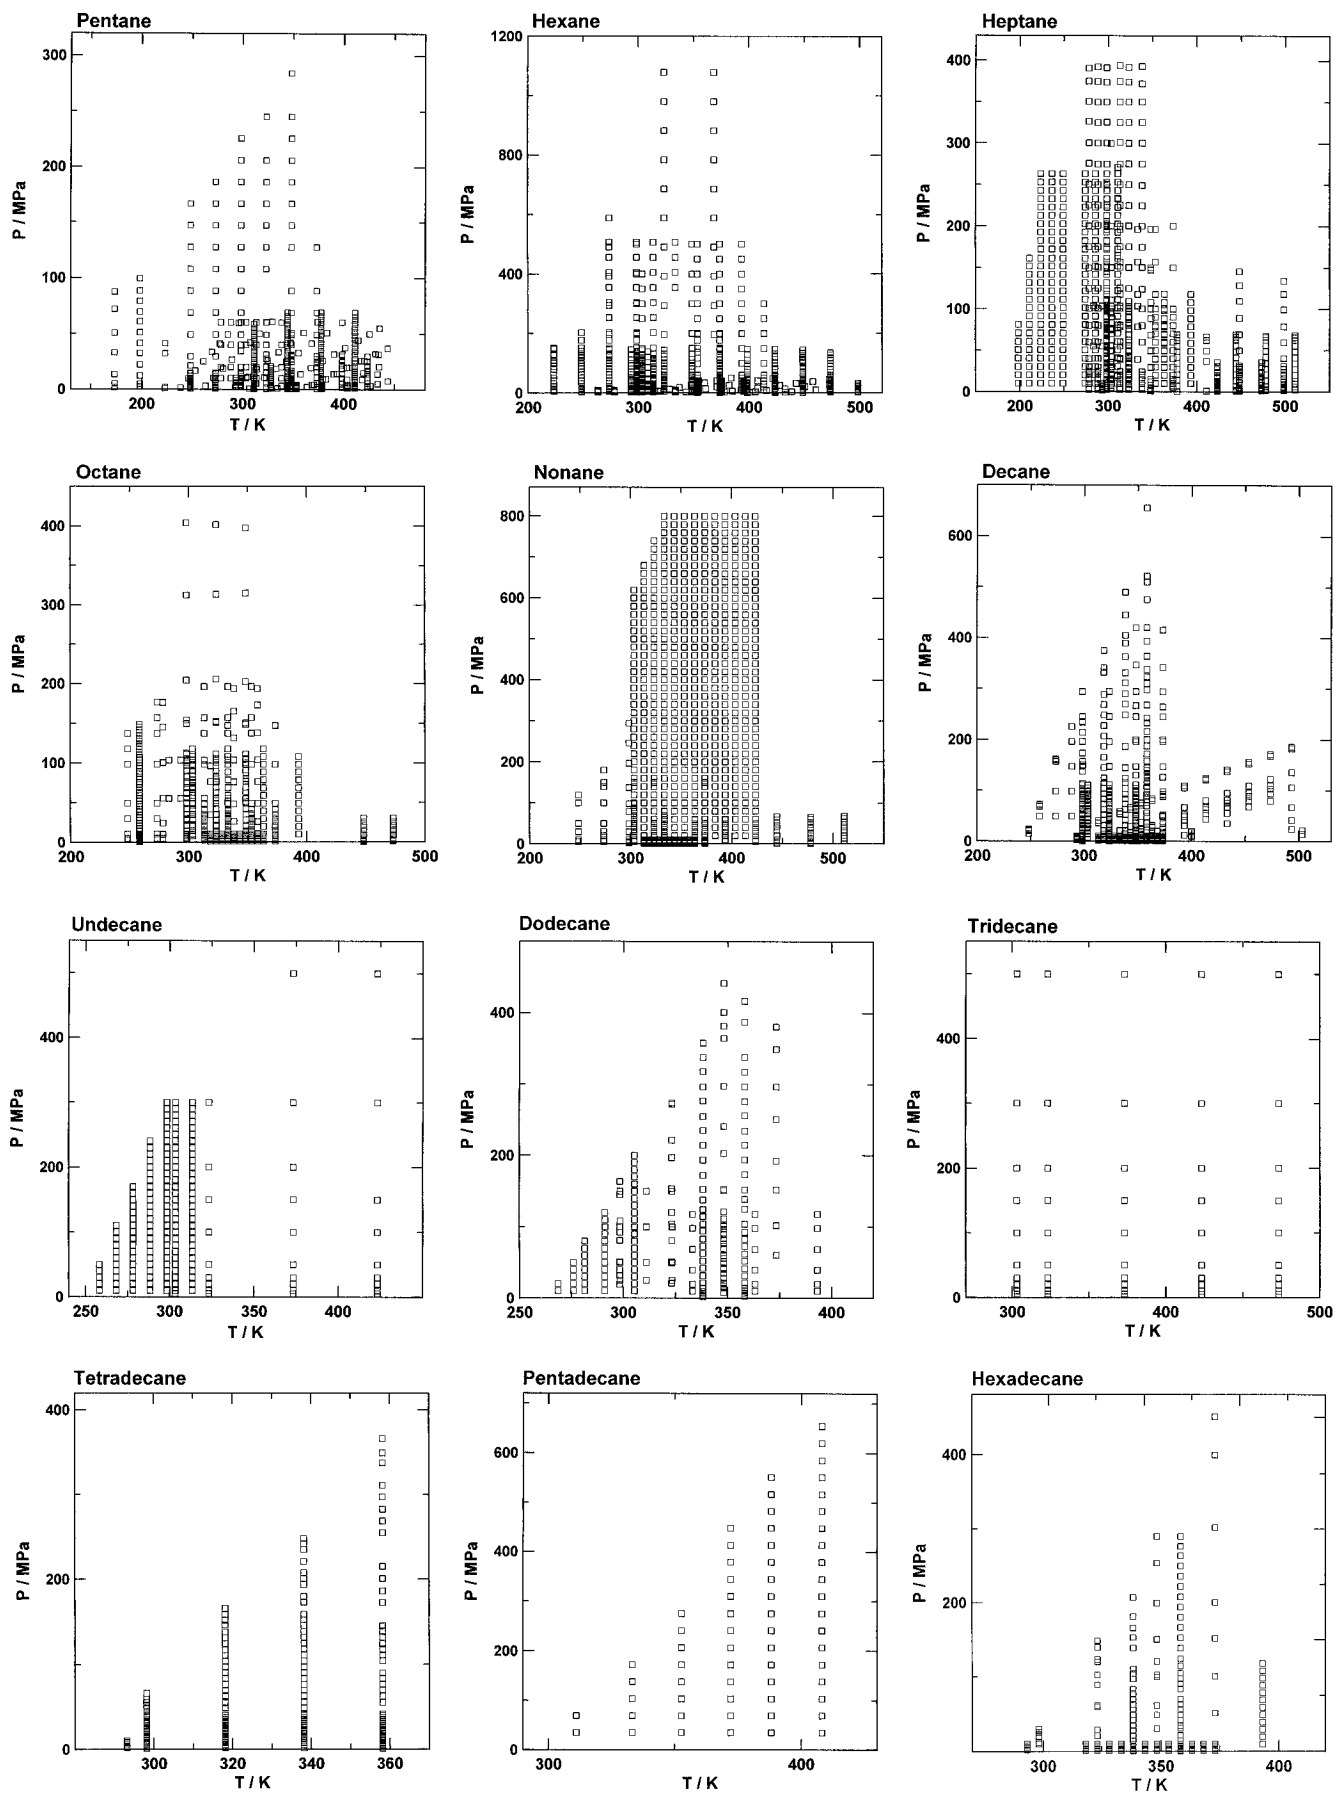 Pentane
Hexane
Heptane
300
200
100
0
P / MPa
200
300
400
T / K
1200
800
400
0
P / MPa
200
300
400
500
T / K
400
300
200
100
0
P / MPa
200
300
400
500
T / K
Octane
Nonane
Decane
400
300
200
100
0
P / MPa
200
300
400
500
T / K
800
600
400
200
0
P / MPa
200
300
400
500
T / K
600
400
200
0
P / MPa
200
300
400
500
T / K
Undecane
Dodecane
Tridecane
400
200
0
P / MPa
250
300
350
400
T / K
400
200
0
P / MPa
250
300
350
400
T / K
400
200
0
P / MPa
300
400
500
T / K
Tetradecane
Pentadecane
Hexadecane
400
200
0
P / MPa
300
320
340
360
T / K
600
400
200
0
P / MPa
300
400
T / K
400
200
P / MPa
300
350
400
T / K